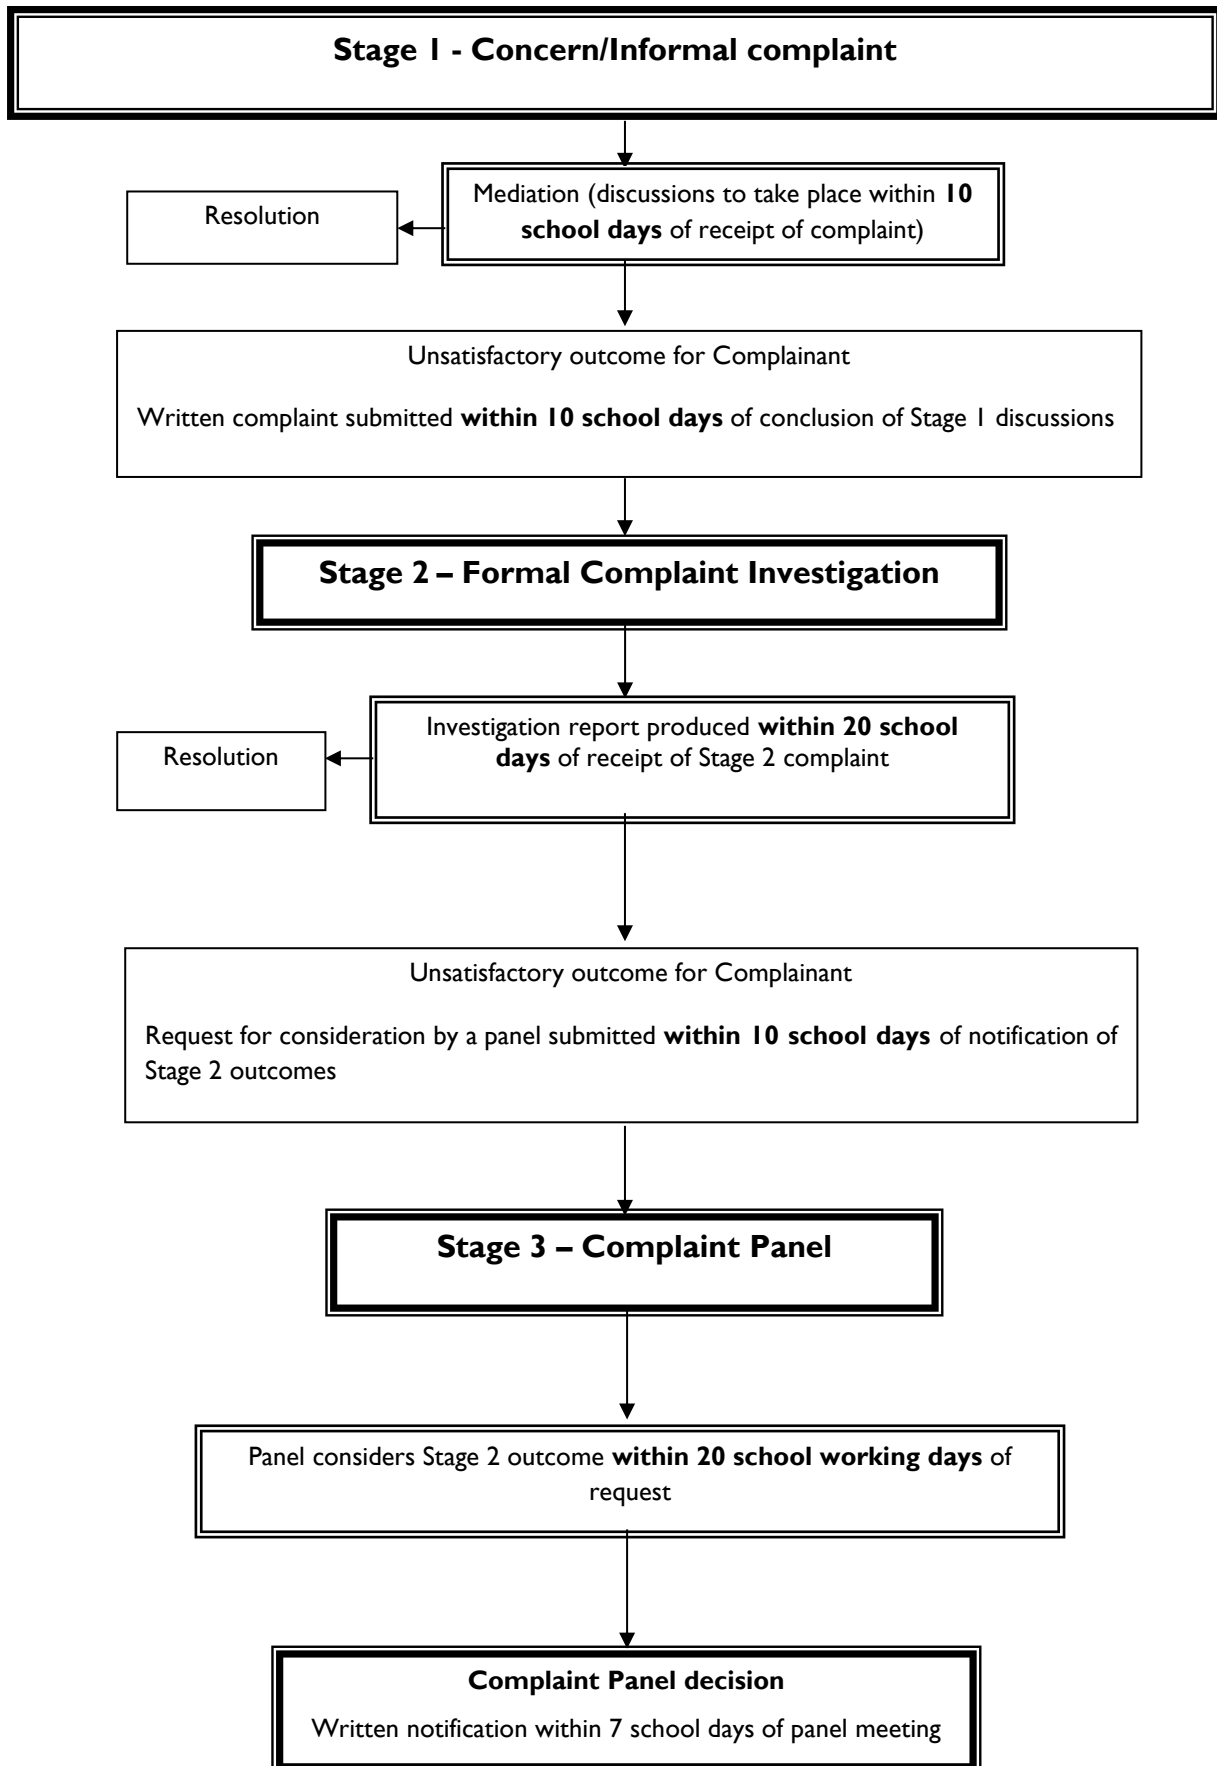 Stage 1 - Concern/Informal complaint
Mediation (discussions to take place within 10
school days of receipt of complaint)
Resolution
Unsatisfactory outcome for Complainant
Written complaint submitted within 10 school days of conclusion of Stage 1 discussions
Stage 2 – Formal Complaint Investigation
Investigation report produced within 20 school
days of receipt of Stage 2 complaint
Resolution
Unsatisfactory outcome for Complainant
Request for consideration by a panel submitted within 10 school days of notification of
Stage 2 outcomes
Stage 3 – Complaint Panel
Panel considers Stage 2 outcome within 20 school working days of
request
Complaint Panel decision
Written notification within 7 school days of panel meeting